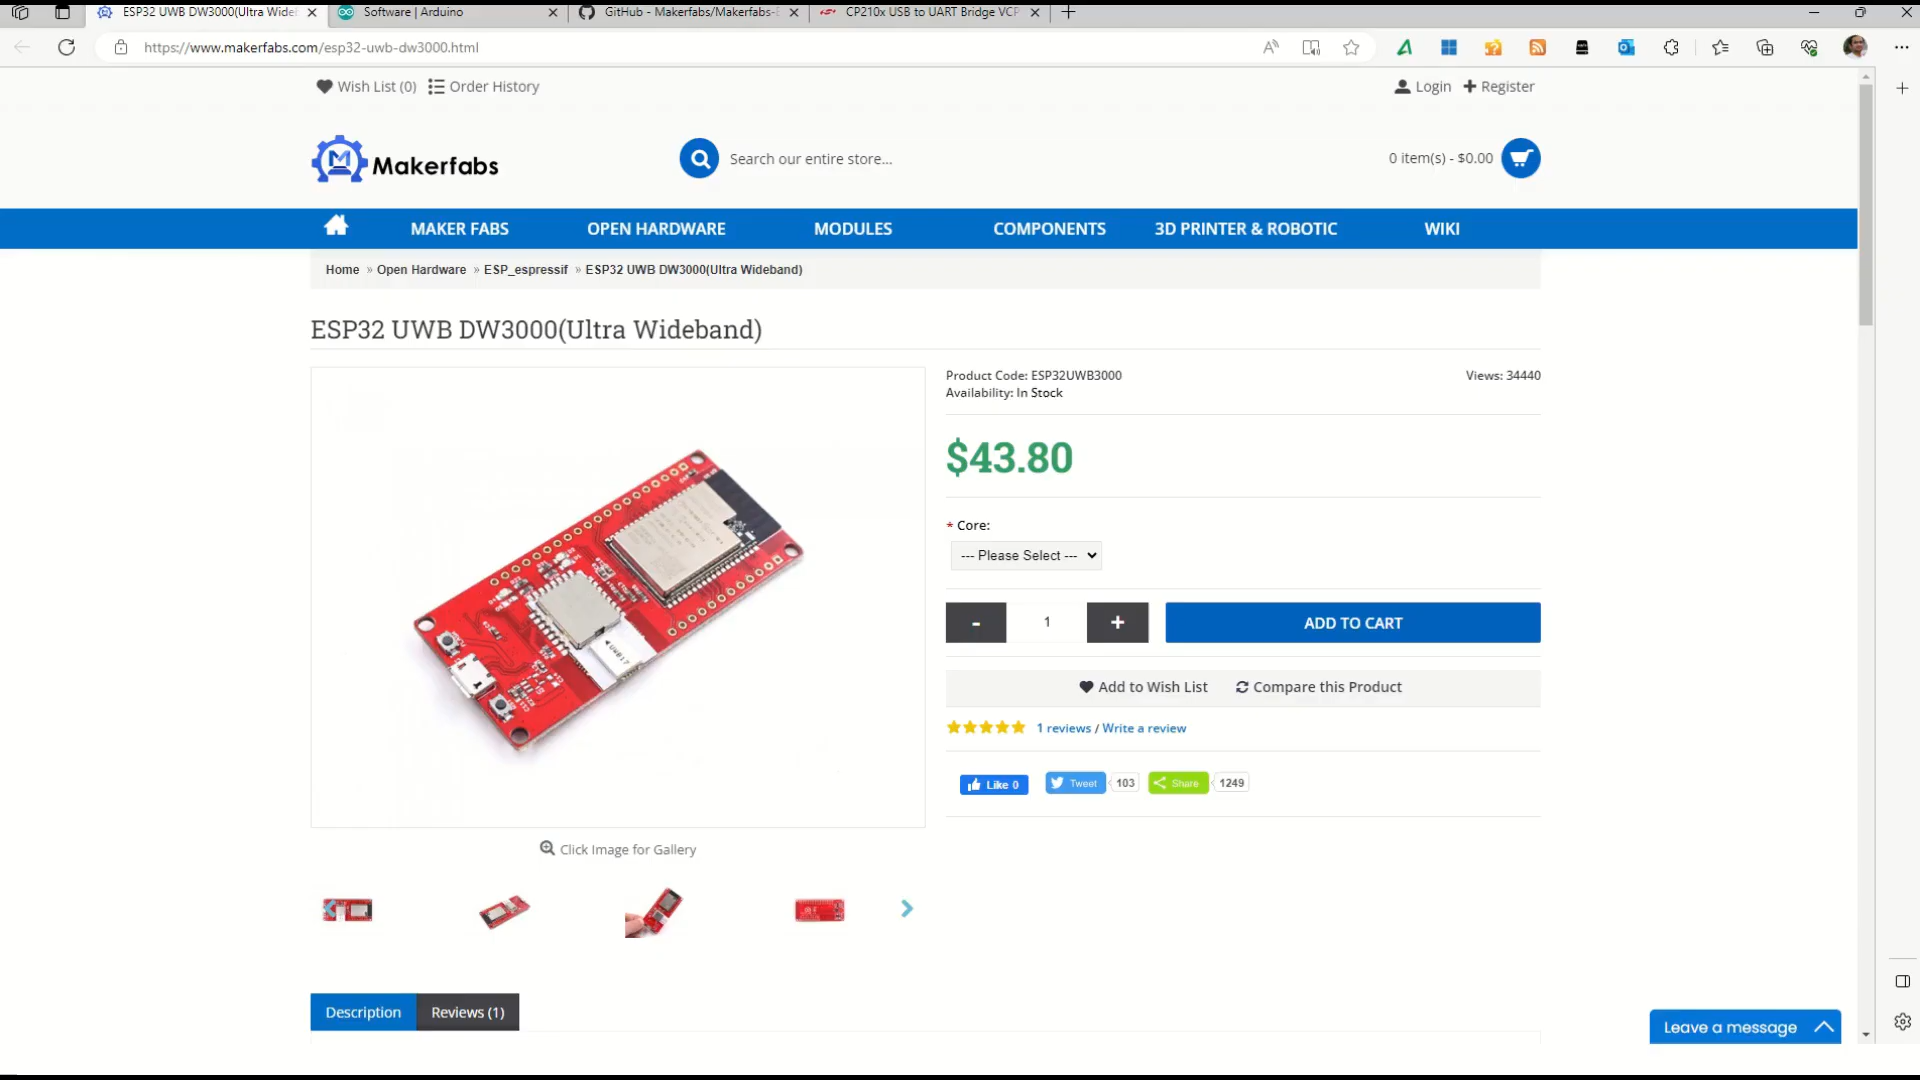 ESP32 UWB DW3000(Ultra Wideb
Software | Arduino
GitHub - Makerfabs/Makerfabs-
CP210x USB to UART Bridge VCP
https://www.makerfabs.com/esp32-uwb-dw3000.html
Wish List (0)
Order History
Login
Register
Makerfabs
Search our entire store...
0 item(s) - $0.00
MAKER FABS
OPEN HARDWARE
MODULES
COMPONENTS
3D PRINTER & ROBOTIC
WIKI
Home » Open Hardware » ESP_espressif » ESP32 UWB DW3000(Ultra Wideband)
ESP32 UWB DW3000(Ultra Wideband)
Product Code: ESP32UWB3000
Views: 34440
Availability: In Stock
$43.80
* Core:
--- Please Select ---
-
1
+
ADD TO CART
Add to Wish List
Compare this Product
1 reviews / Write a review
Like 0
Tweet
103
Share
1249
Click Image for Gallery
Description
Reviews (1)
Leave a message